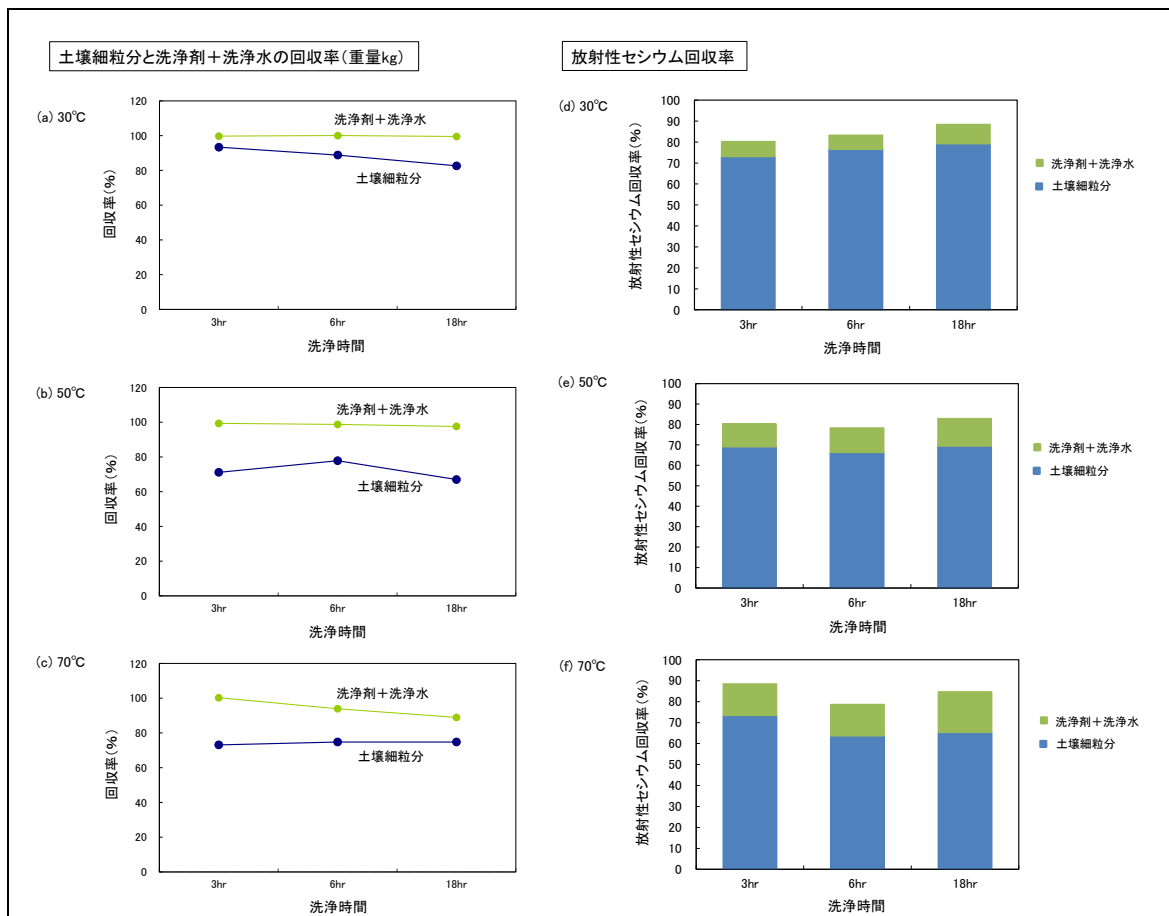 土壌細粒分と洗浄剤＋洗浄水の回収率（重量kg）
(a) 30℃
回収率(%)
120
100
80
60
40
20
0
洗浄剤＋洗浄水
土壌細粒分
3hr 6hr 18hr
洗浄時間
(b) 50℃
回収率(%)
120
100
80
60
40
20
0
洗浄剤＋洗浄水
土壌細粒分
3hr 6hr 18hr
洗浄時間
(c) 70℃
回収率(%)
120
100
80
60
40
20
0
洗浄剤＋洗浄水
土壌細粒分
3hr 6hr 18hr
洗浄時間
放射性セシウム回収率
(d) 30℃
放射性セシウム回収率(%)
100
90
80
70
60
50
40
30
20
10
0
3hr 6hr 18hr
洗浄時間
洗浄剤＋洗浄水
土壌細粒分
(e) 50℃
放射性セシウム回収率(%)
100
90
80
70
60
50
40
30
20
10
0
3hr 6hr 18hr
洗浄時間
洗浄剤＋洗浄水
土壌細粒分
(f) 70℃
放射性セシウム回収率(%)
100
90
80
70
60
50
40
30
20
10
0
3hr 6hr 18hr
洗浄時間
洗浄剤＋洗浄水
土壌細粒分